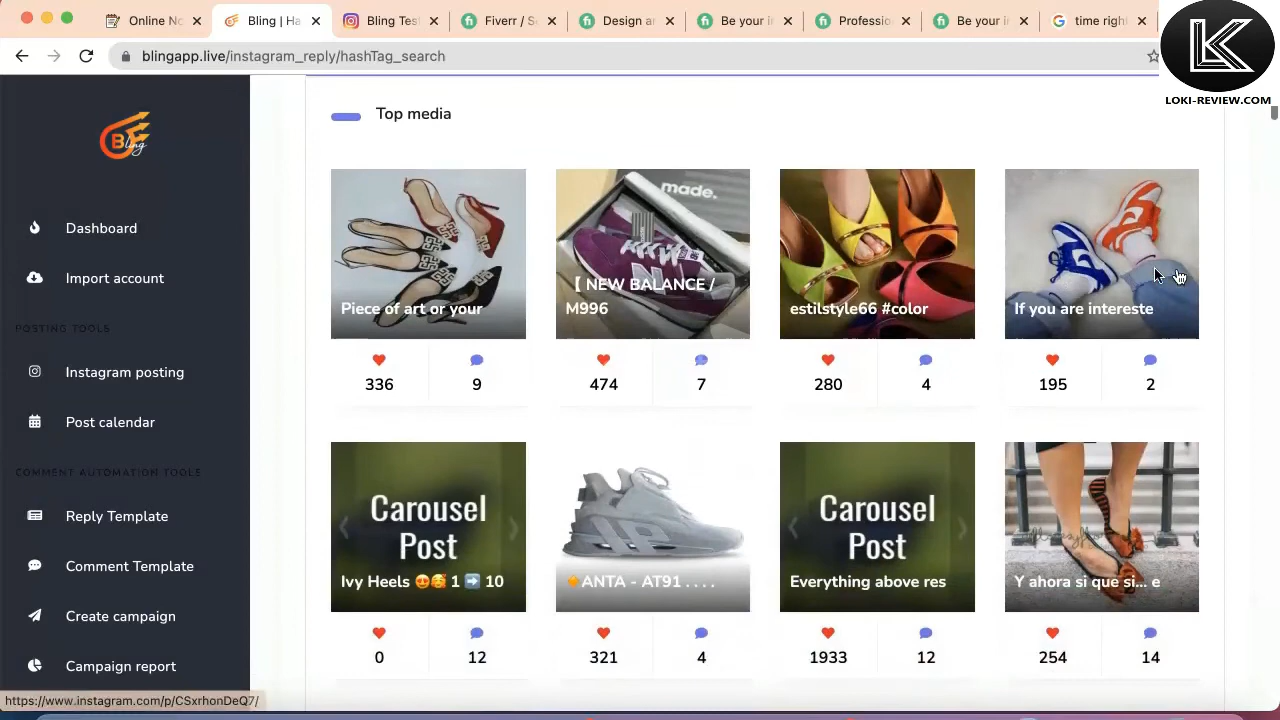 Online No
Bling | Ha
Bling Tes
Fiverr / S
Design ar
Be your i
Professio
Be your i
time righ
blingapp.live/instagram_reply/hashTag_search
LOKI-REVIEW.COM
Bling
Dashboard
Import account
POSTING TOOLS
Instagram posting
Post calendar
COMMENT AUTOMATION TOOLS
Reply Template
Comment Template
Create campaign
Campaign report
Top media
made.
Piece of art or your
【 NEW BALANCE /
M996
estilstyle66 #color
If you are intereste
336
9
474
7
280
4
195
2
Carousel
Post
Ivy Heels 😍🥰 1 ➡️ 10
🔸ANTA - AT91 . . . .
Carousel
Post
Everything above res
Y ahora si que si... e
0
12
321
4
1933
12
254
14
https://www.instagram.com/p/CSxrhonDeQ7/